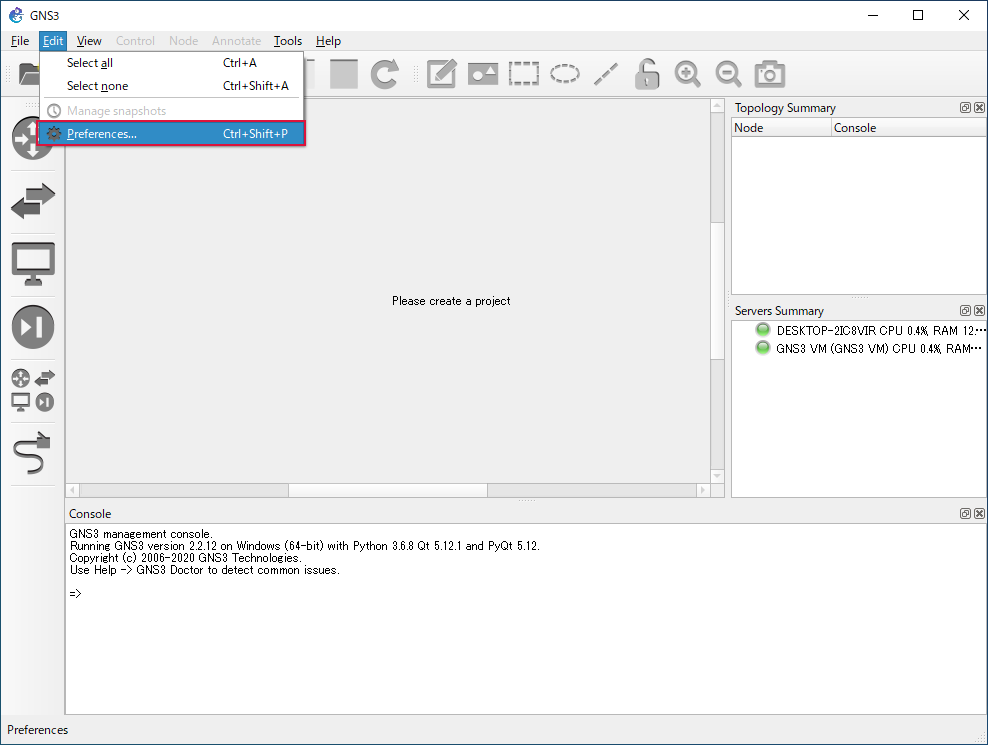 GNS3
File Edit View Control Node Annotate Tools Help
Select all Ctrl+A
Select none Ctrl+Shift+A
Manage snapshots
Preferences... Ctrl+Shift+P
Please create a project
Topology Summary
Node Console
Servers Summary
DESKTOP-2IC8VIR CPU 0.4%, RAM 12...
GNS3 VM (GNS3 VM) CPU 0.4%, RAM...
Console
GNS3 management console.
Running GNS3 version 2.2.12 on Windows (64-bit) with Python 3.6.8 Qt 5.12.1 and PyQt 5.12.
Copyright (c) 2006-2020 GNS3 Technologies.
Use Help -> GNS3 Doctor to detect common issues.
=>
Preferences